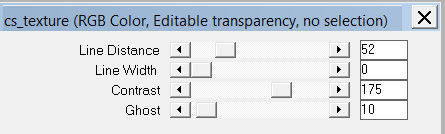 cs_texture (RGB Color, Editable transparency, no selection)
Line Distance 52
Line Width 0
Contrast 175
Ghost 10